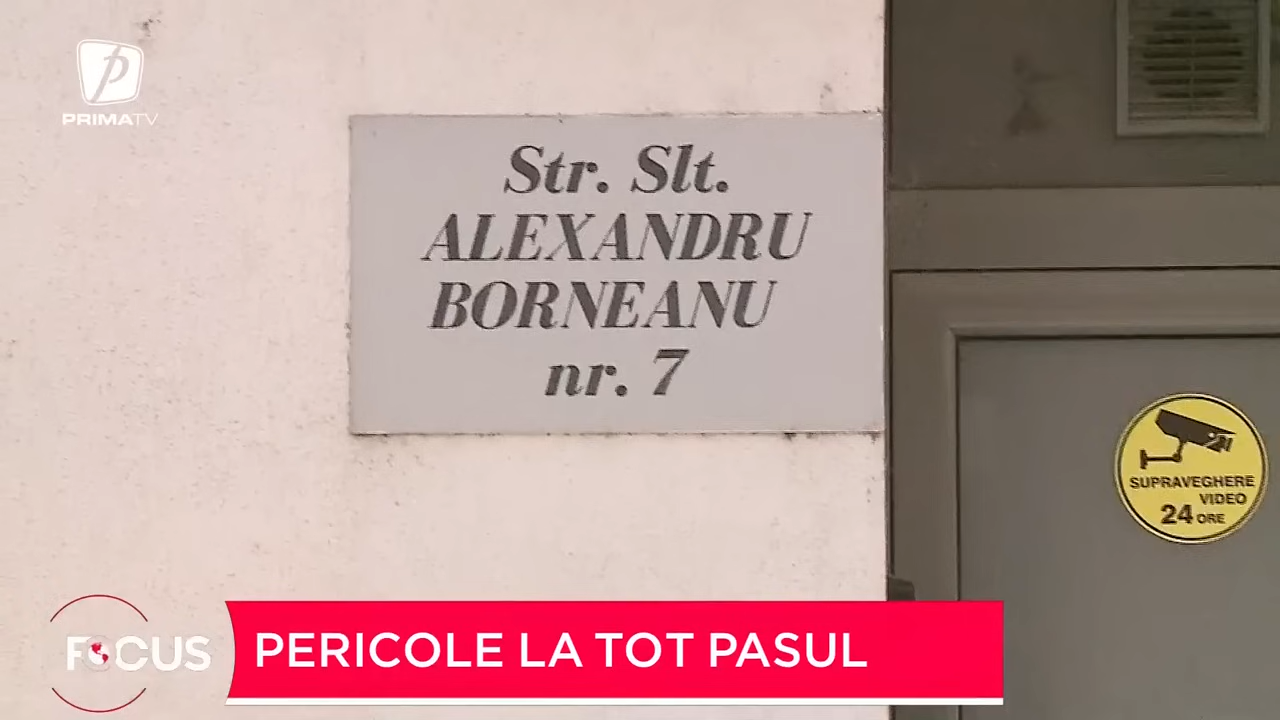 PRIMATV
Str. Slt.
ALEXANDRU
BORNEANU
nr. 7
SUPRAVEGHERE
VIDEO
24 ORE
FOCUS
PERICOLE LA TOT PASUL